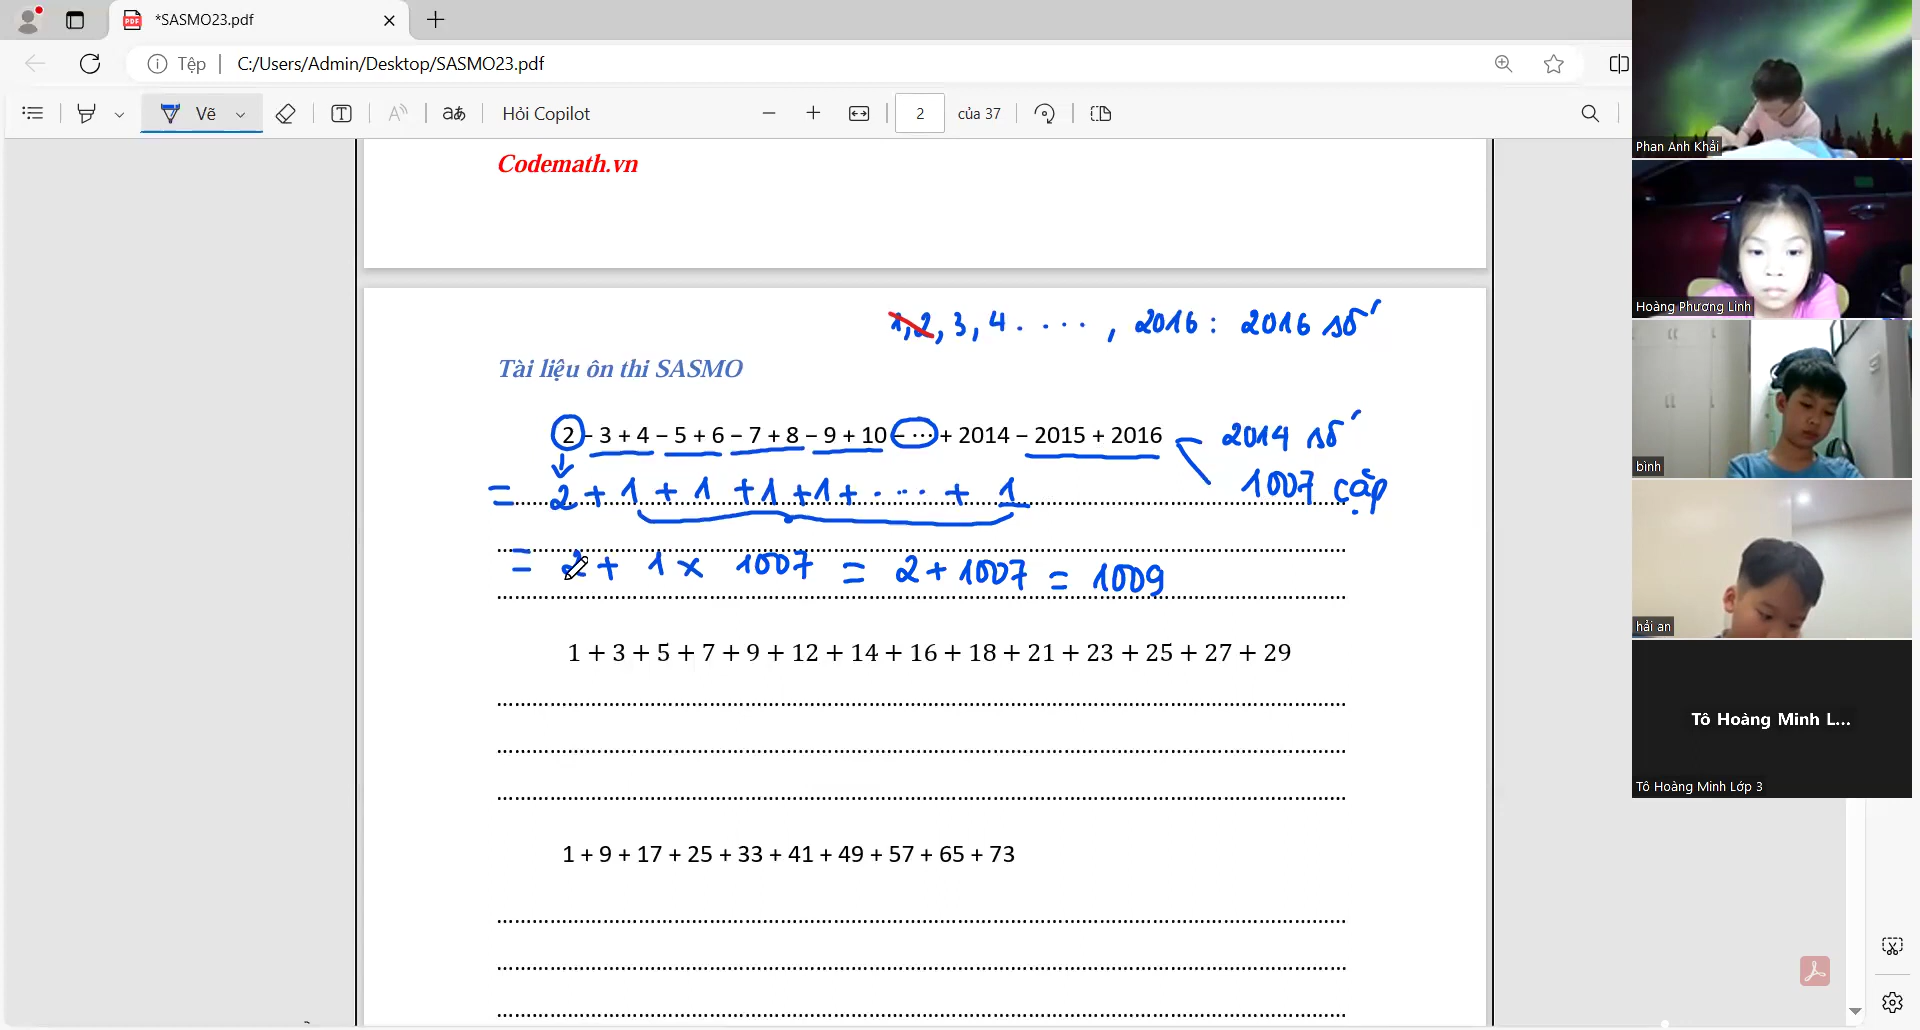 *SASMO23.pdf
Tệp | C:/Users/Admin/Desktop/SASMO23.pdf
Vẽ aあ Hỏi Copilot 2 của 37
Codemath.vn
1, 2, 3, 4 . . . . , 2016 : 2016 số
Tài liệu ôn thi SASMO
2 - 3 + 4 – 5 + 6 – 7 + 8 – 9 + 10 – ... + 2014 – 2015 + 2016
2014 số
1007 cặp
= 2 + 1 + 1 + 1 + 1 + . ... + 1
= 2 + 1 x 1007 = 2 + 1007 = 1009
1 + 3 + 5 + 7 + 9 + 12 + 14 + 16 + 18 + 21 + 23 + 25 + 27 + 29
1 + 9 + 17 + 25 + 33 + 41 + 49 + 57 + 65 + 73
Phan Anh Khải
Hoàng Phương Linh
bình
hải an
Tô Hoàng Minh L...
Tô Hoàng Minh Lớp 3